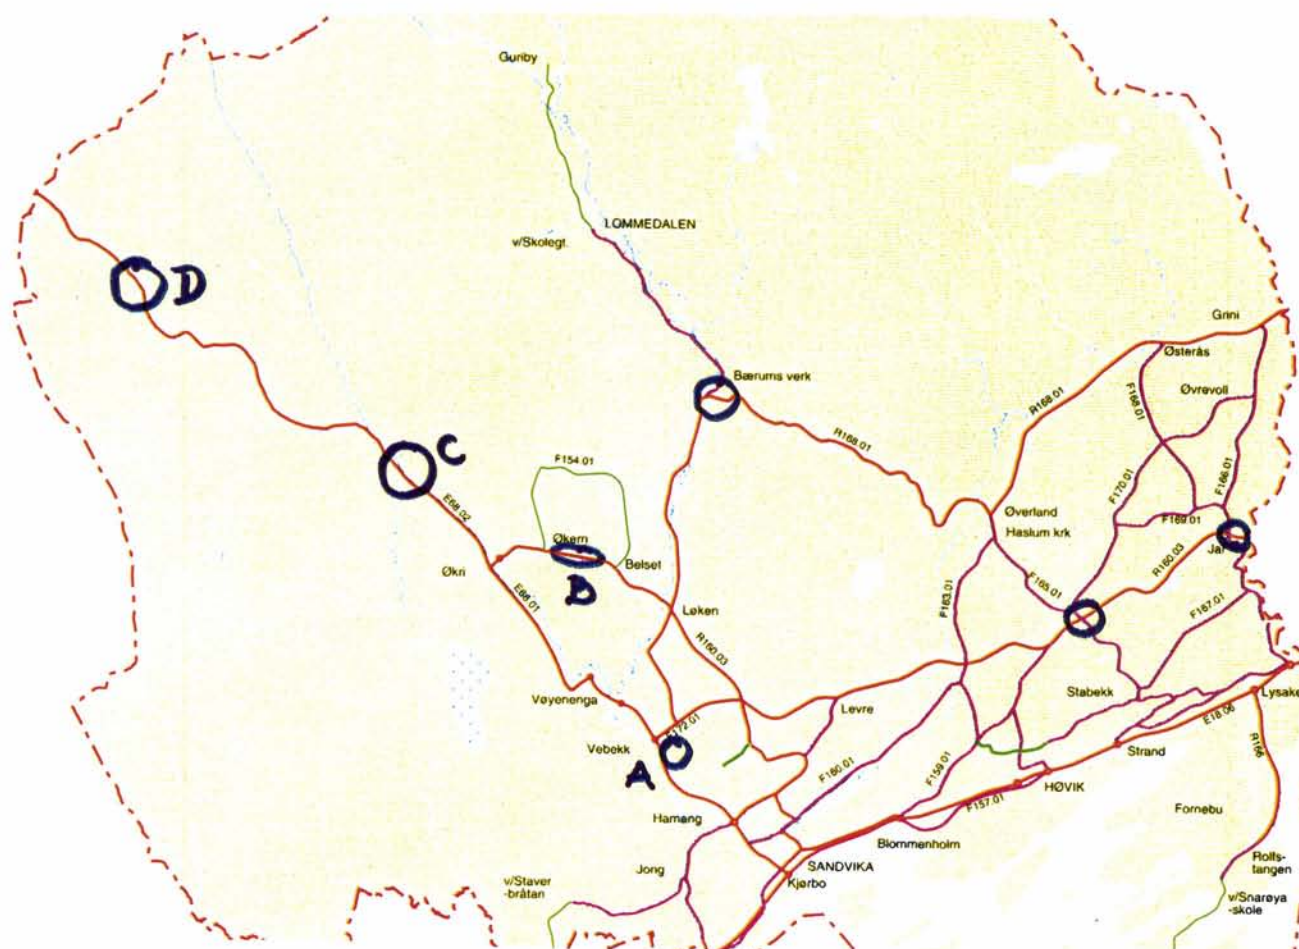 Guriby
LOMMEDALEN
v/Skolegt.
D
Grini
Østerås
Bærums verk
F168.01
Øvrevoll
R168.01
R168.01
C
F154.01
F170.01
F166.01
E68.02
Øverland
Haslum krk
F169.01
Jar
Økern
Økri
Belset
B
R160.03
E68.01
F165.01
F163.01
F167.01
Løken
R160.03
Stabekk
Lysaker
Vøyenenga
Levre
E18.06
F172.01
Vebekk
A
Strand
R166
F160.01
F159.01
HØVIK
F157.01
Fornebu
Hamang
Blommenholm
Jong
SANDVIKA
Kjørbo
Rolfs-
tangen
v/Staver
-bråtan
v/Snarøya
-skole